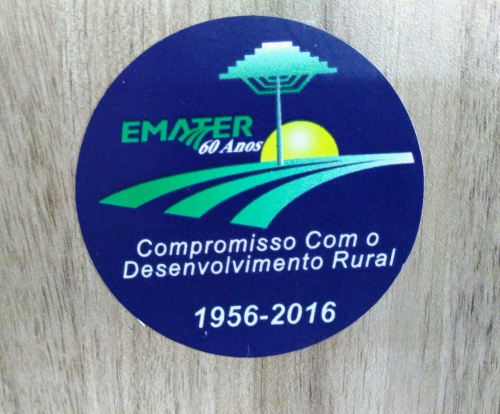 EMATER
60 Anos
Compromisso Com o
Desenvolvimento Rural
1956-2016